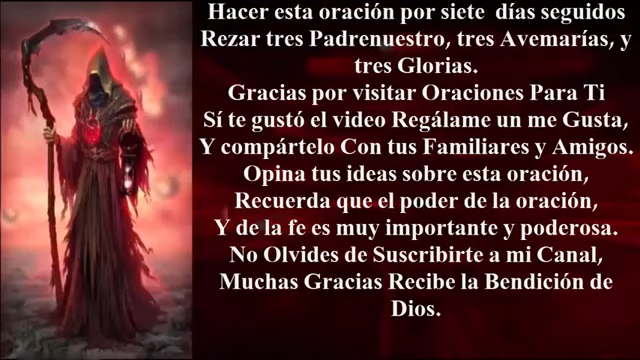 Hacer esta oración por siete días seguidos
Rezar tres Padrenuestro, tres Avemarías, y
tres Glorias.
Gracias por visitar Oraciones Para Ti
Sí te gustó el video Regálame un me Gusta,
Y compártelo Con tus Familiares y Amigos.
Opina tus ideas sobre esta oración,
Recuerda que el poder de la oración,
Y de la fe es muy importante y poderosa.
No Olvides de Suscribirte a mi Canal,
Muchas Gracias Recibe la Bendición de
Dios.